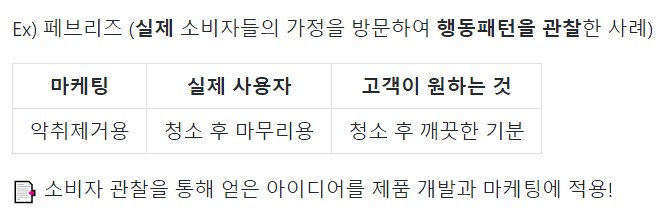 Ex) 페브리즈 (실제 소비자들의 가정을 방문하여 행동패턴을 관찰한 사례)
마케팅 실제 사용자 고객이 원하는 것
악취제거용 청소 후 마무리용 청소 후 깨끗한 기분
소비자 관찰을 통해 얻은 아이디어를 제품 개발과 마케팅에 적용!